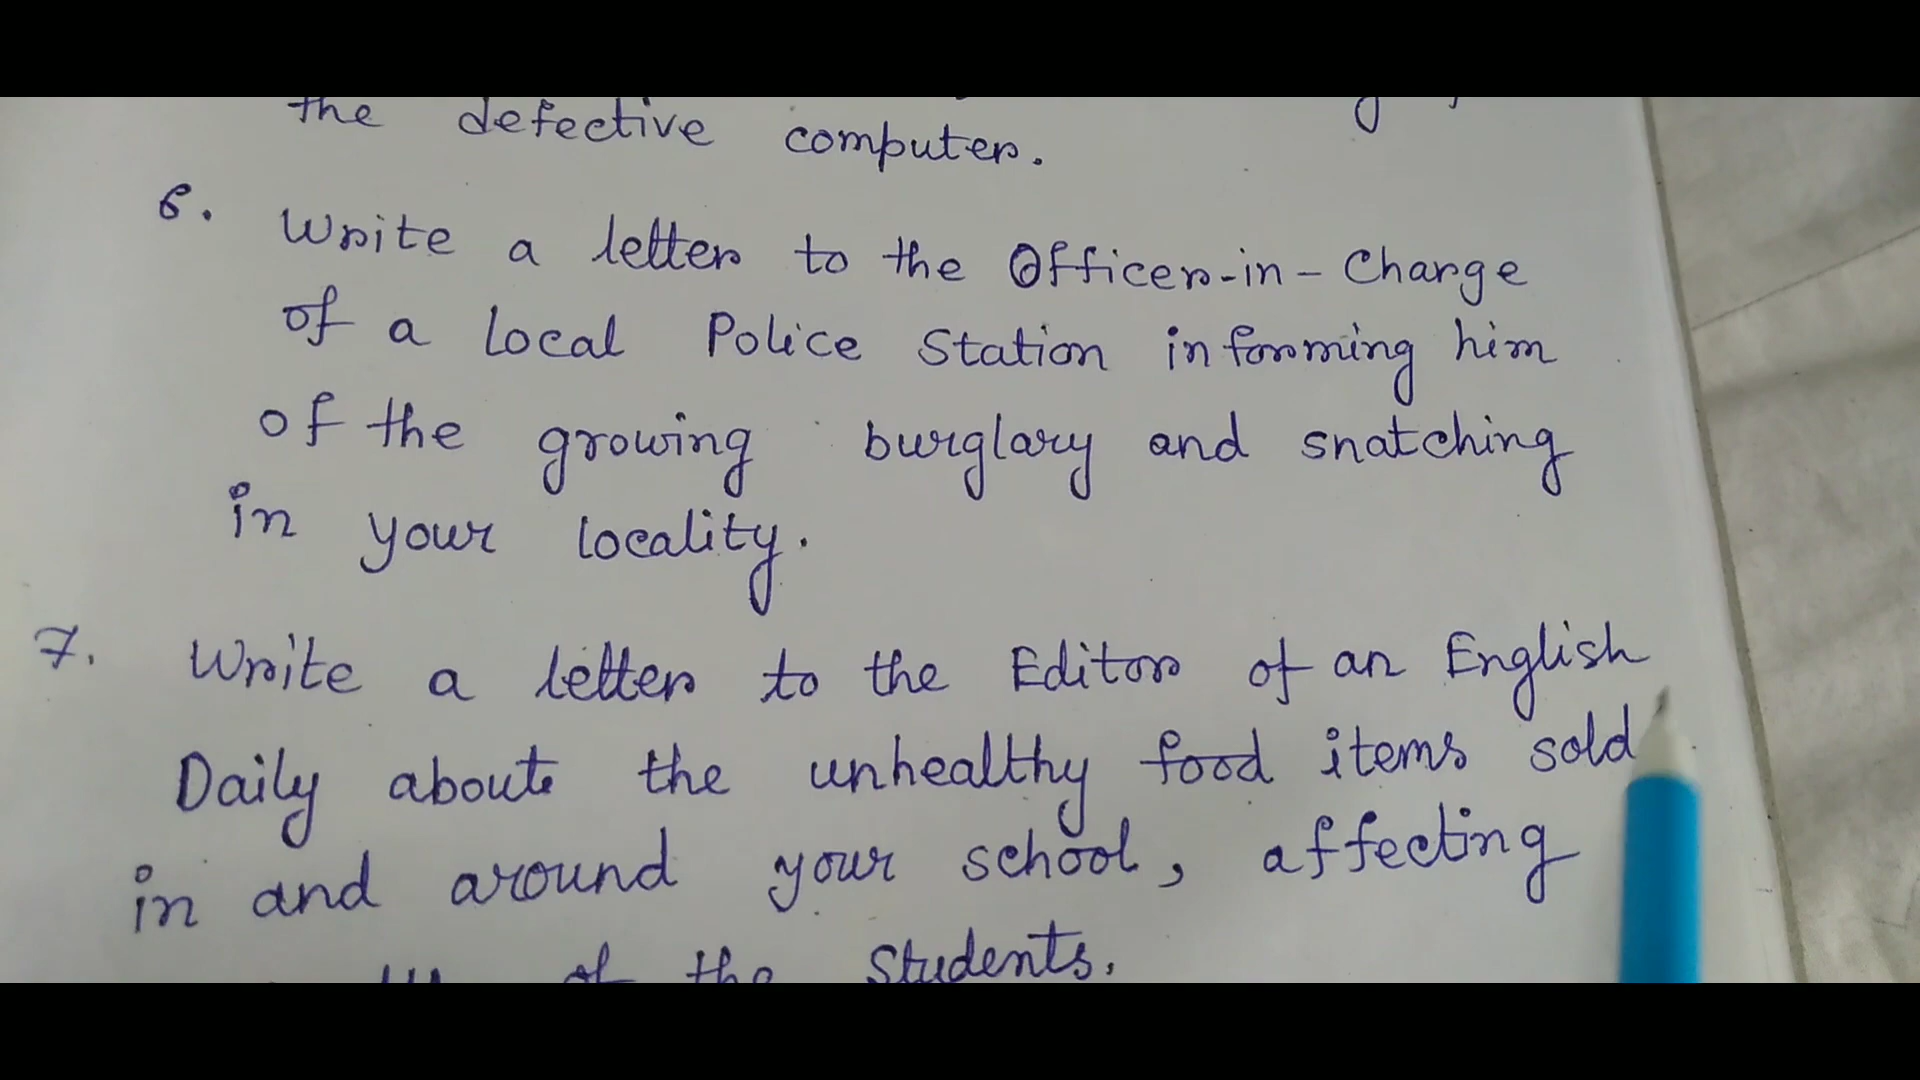 the defective computer.
6. Write a letter to the Officer-in-Charge
of a local Police Station informing him
of the growing burglary and snatching
in your locality.
7. Write a letter to the Editor of an English
Daily about the unhealthy food items sold
in and around your school, affecting
of the students.